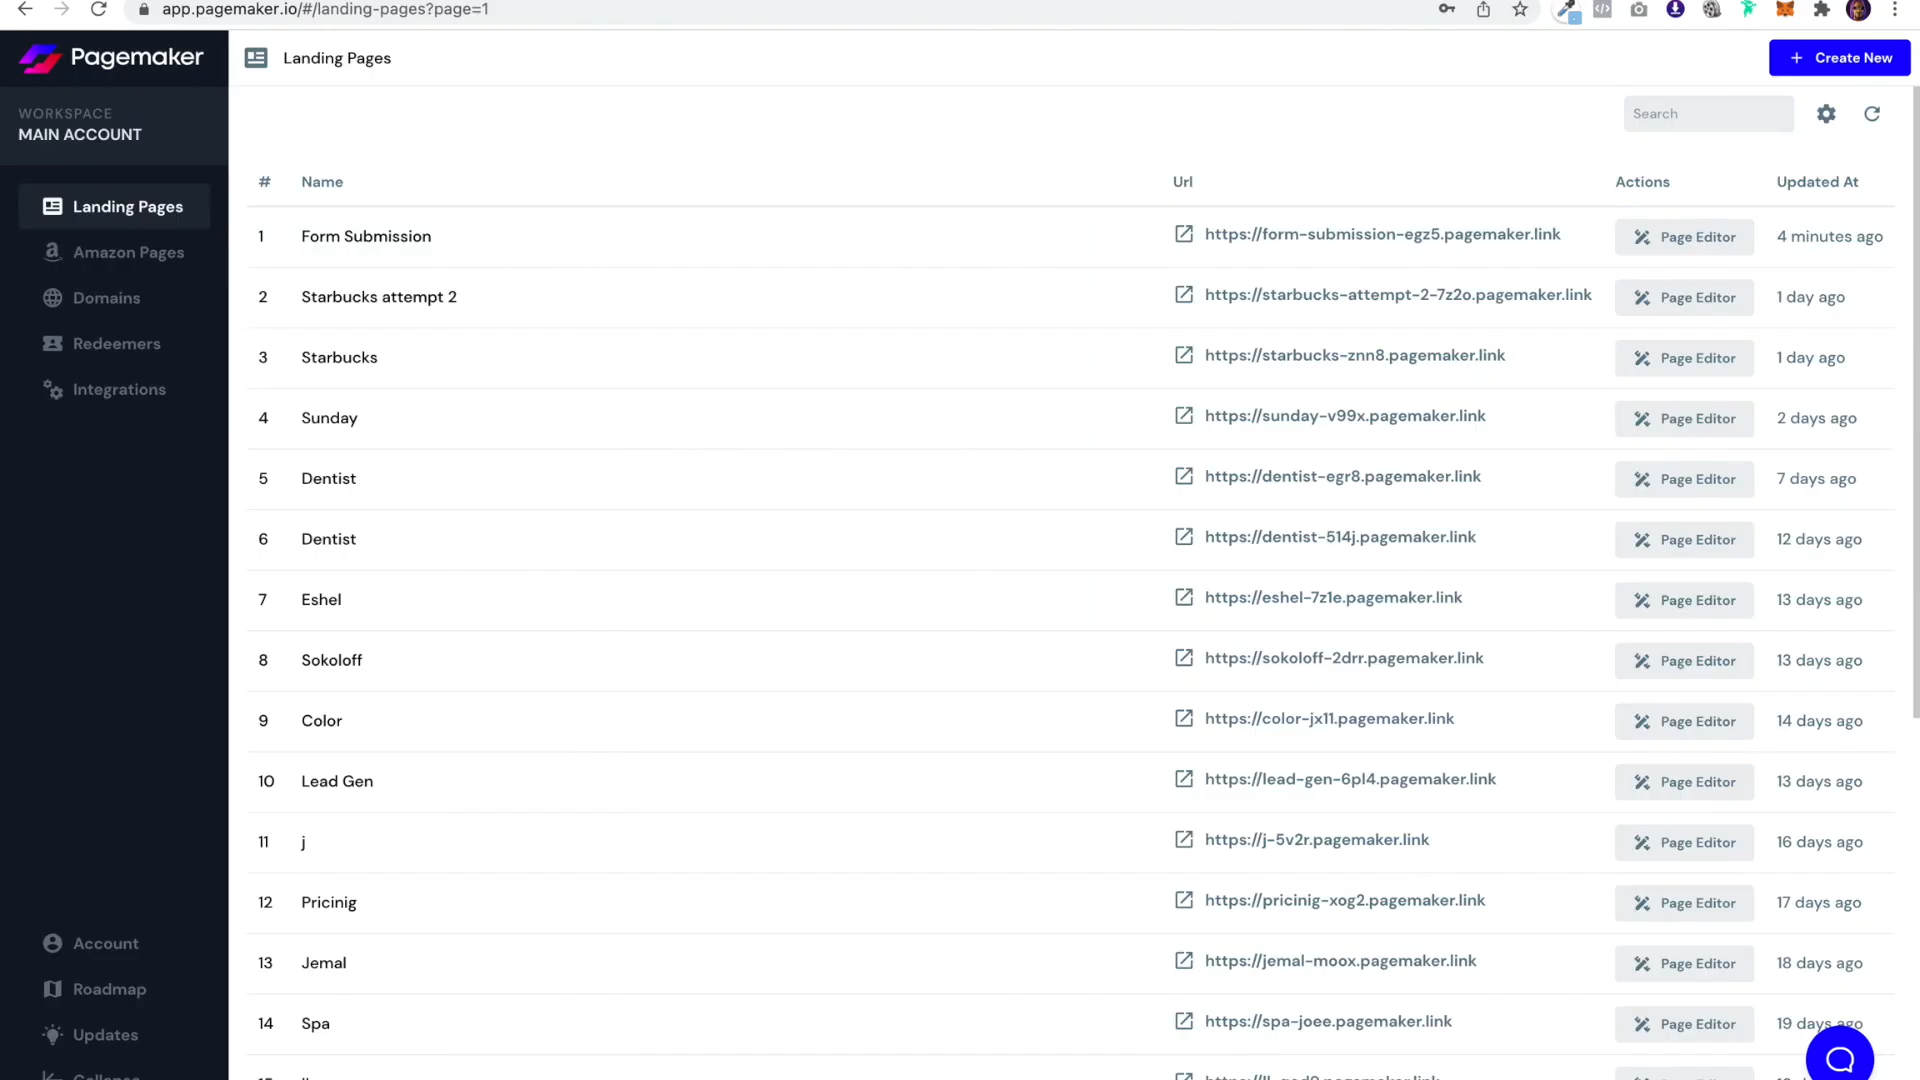 app.pagemaker.io/#/landing-pages?page=1
Pagemaker
Landing Pages
+ Create New
WORKSPACE
MAIN ACCOUNT
Search
Landing Pages
Amazon Pages
Domains
Redeemers
Integrations
# Name Url Actions Updated At
1 Form Submission https://form-submission-egz5.pagemaker.link Page Editor 4 minutes ago
2 Starbucks attempt 2 https://starbucks-attempt-2-7z2o.pagemaker.link Page Editor 1 day ago
3 Starbucks https://starbucks-znn8.pagemaker.link Page Editor 1 day ago
4 Sunday https://sunday-v99x.pagemaker.link Page Editor 2 days ago
5 Dentist https://dentist-egr8.pagemaker.link Page Editor 7 days ago
6 Dentist https://dentist-514j.pagemaker.link Page Editor 12 days ago
7 Eshel https://eshel-7z1e.pagemaker.link Page Editor 13 days ago
8 Sokoloff https://sokoloff-2drr.pagemaker.link Page Editor 13 days ago
9 Color https://color-jx11.pagemaker.link Page Editor 14 days ago
10 Lead Gen https://lead-gen-6pl4.pagemaker.link Page Editor 13 days ago
11 j https://j-5v2r.pagemaker.link Page Editor 16 days ago
12 Pricinig https://pricinig-xog2.pagemaker.link Page Editor 17 days ago
13 Jemal https://jemal-moox.pagemaker.link Page Editor 18 days ago
14 Spa https://spa-joee.pagemaker.link Page Editor 19 days ago
Account
Roadmap
Updates
Collapse